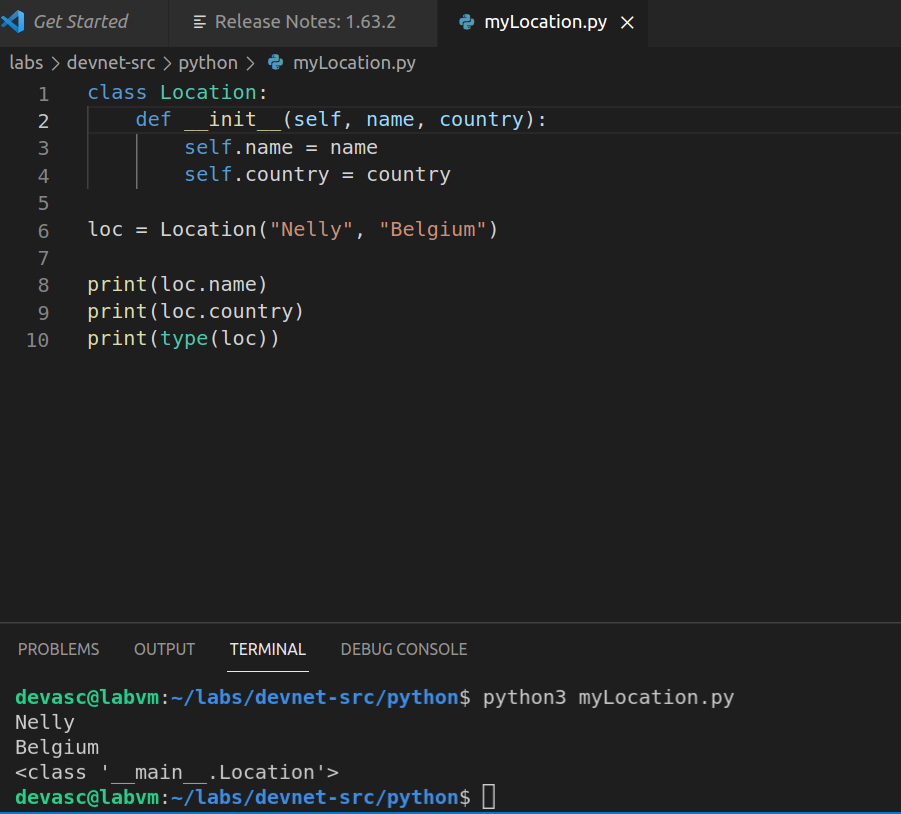 Get Started Release Notes: 1.63.2 myLocation.py
labs > devnet-src > python > myLocation.py
1 class Location:
2     def __init__(self, name, country):
3         self.name = name
4         self.country = country
5
6 loc = Location("Nelly", "Belgium")
7
8 print(loc.name)
9 print(loc.country)
10 print(type(loc))
PROBLEMS OUTPUT TERMINAL DEBUG CONSOLE
devasc@labvm:~/labs/devnet-src/python$ python3 myLocation.py
Nelly
Belgium
<class '__main__.Location'>
devasc@labvm:~/labs/devnet-src/python$